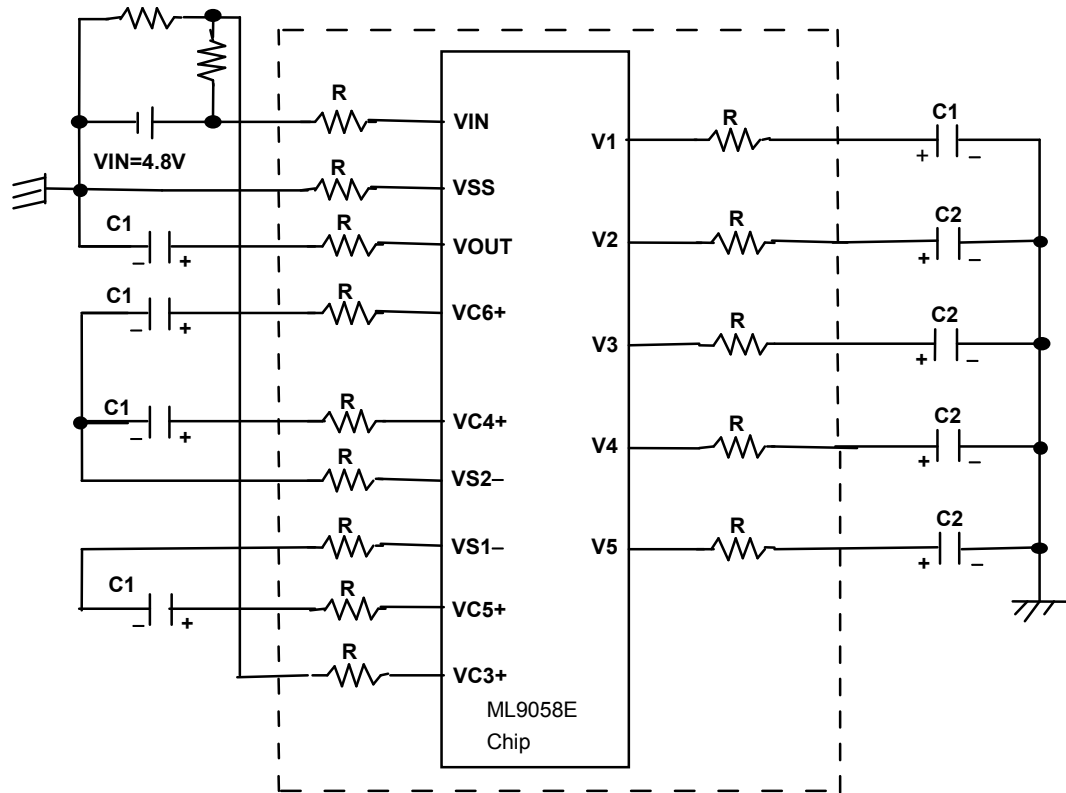 R
VIN
VIN=4.8V
R
VSS
C1
– +
R
VOUT
C1
– +
R
VC6+
C1
– +
R
VC4+
R
VS2–
R
VS1–
C1
– +
R
VC5+
R
VC3+
ML9058E
Chip
V1
R
C1
+ –
V2
R
C2
+ –
V3
R
C2
+ –
V4
R
C2
+ –
V5
R
C2
+ –